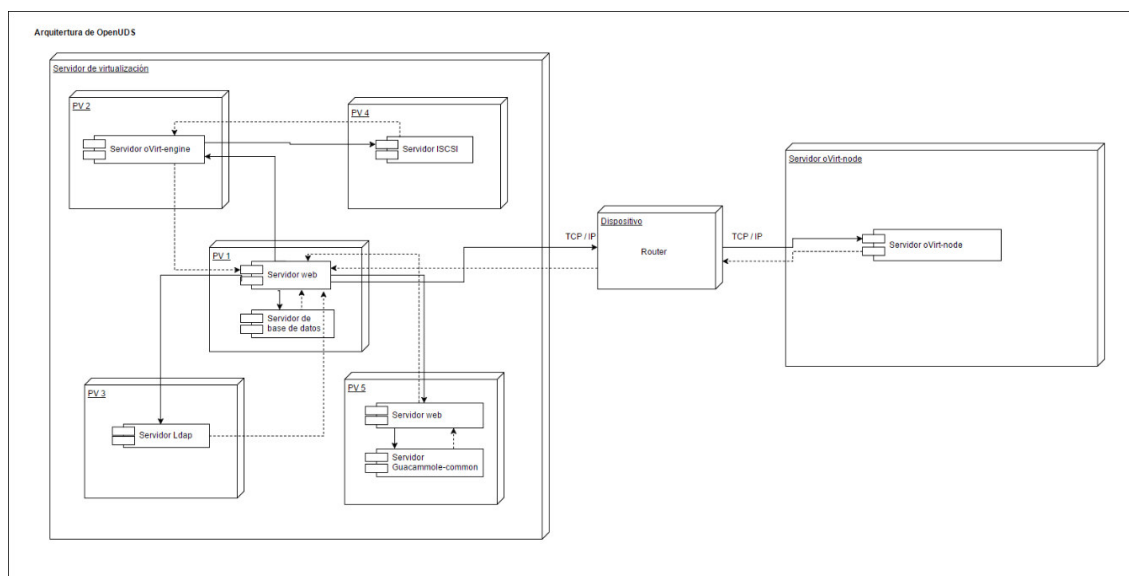 Arquitertura de OpenUDS
Servidor de virtualización
PV 2
Servidor oVirt-engine
PV 4
Servidor ISCSI
PV 1
Servidor web
Servidor de
base de datos
PV 3
Servidor Ldap
PV 5
Servidor web
Servidor
Guacammole-common
TCP / IP
Dispositivo
Router
TCP / IP
Servidor oVirt-node
Servidor oVirt-node